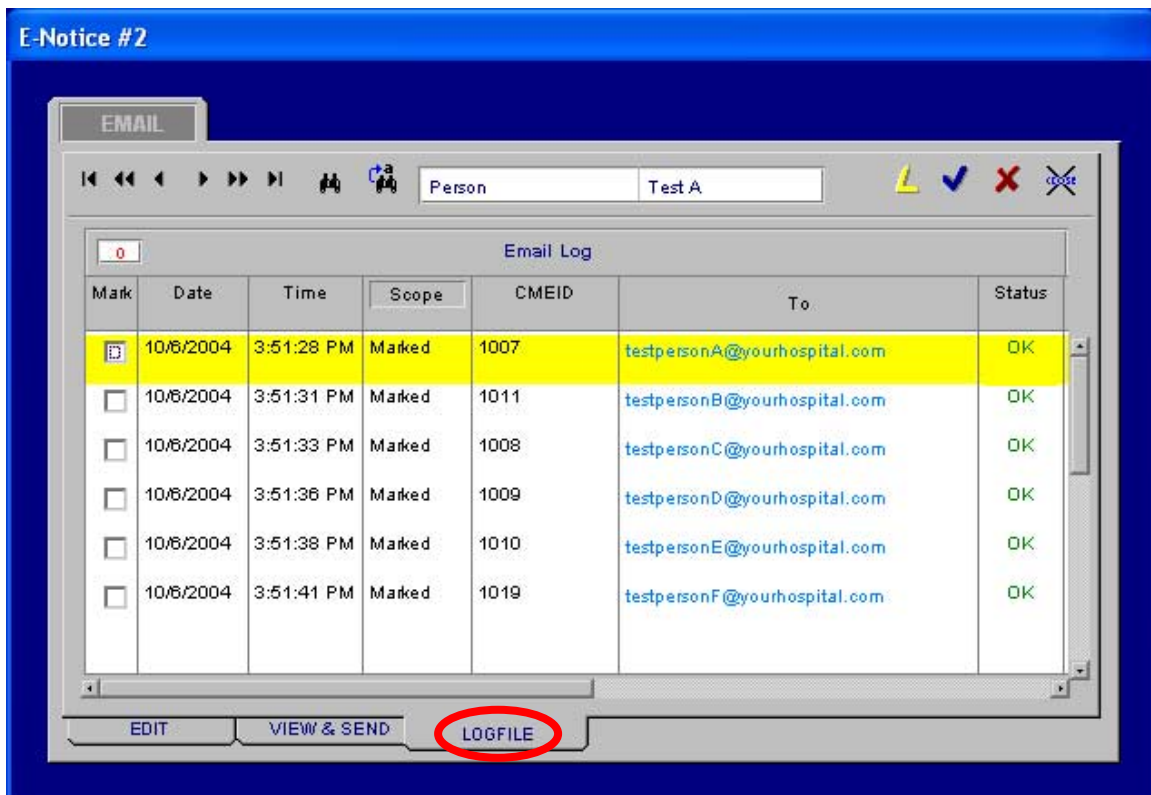 E-Notice #2
EMAIL
a Person Test A CLOSE
0 Email Log
Mark Date Time Scope CMEID To Status
10/6/2004 3:51:28 PM Marked 1007 testpersonA@yourhospital.com OK
10/6/2004 3:51:31 PM Marked 1011 testpersonB@yourhospital.com OK
10/6/2004 3:51:33 PM Marked 1008 testpersonC@yourhospital.com OK
10/6/2004 3:51:36 PM Marked 1009 testpersonD@yourhospital.com OK
10/6/2004 3:51:38 PM Marked 1010 testpersonE@yourhospital.com OK
10/6/2004 3:51:41 PM Marked 1019 testpersonF@yourhospital.com OK
EDIT VIEW & SEND LOGFILE